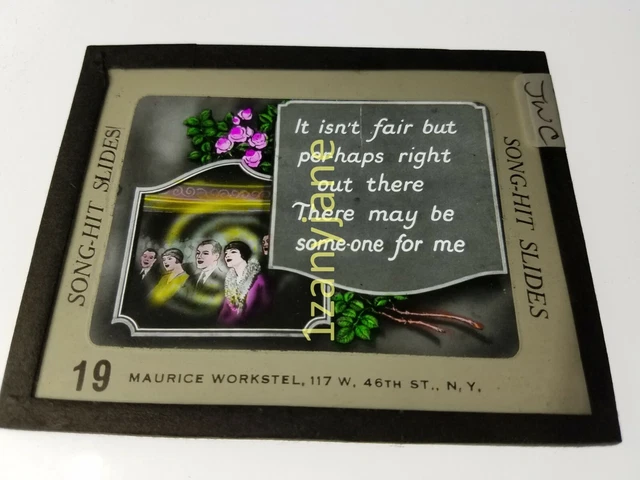 JWC
SONG-HIT SLIDES
SONG-HIT SLIDES
It isn't fair but
perhaps right
out there
There may be
some-one for me
1zanyjane
19 MAURICE WORKSTEL, 117 W. 46TH ST., N, Y,